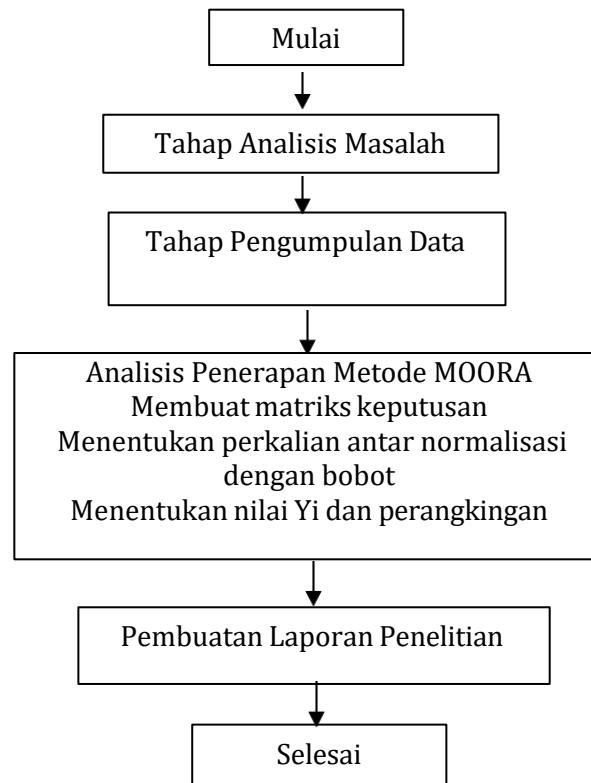 Mulai
Tahap Analisis Masalah
Tahap Pengumpulan Data
Analisis Penerapan Metode MOORA
Membuat matriks keputusan
Menentukan perkalian antar normalisasi
dengan bobot
Menentukan nilai Yi dan perangkingan
Pembuatan Laporan Penelitian
Selesai